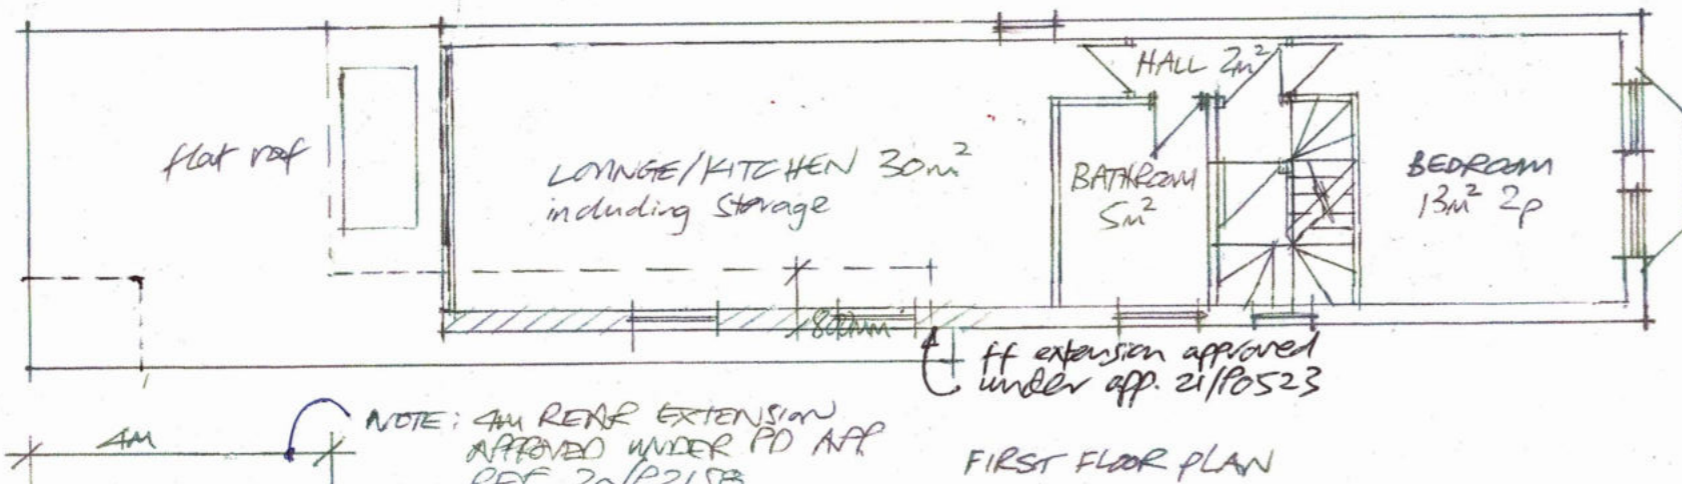 HALL 2m²
flat roof
LOUNGE/KITCHEN 30m²
including Storage
BATHROOM
5m²
BEDROOM
13m² 2p
800mm
ff extension approved
under app. 21/P0523
4M
NOTE: 4M REAR EXTENSION
APPROVED UNDER PD APP
REF
FIRST FLOOR PLAN